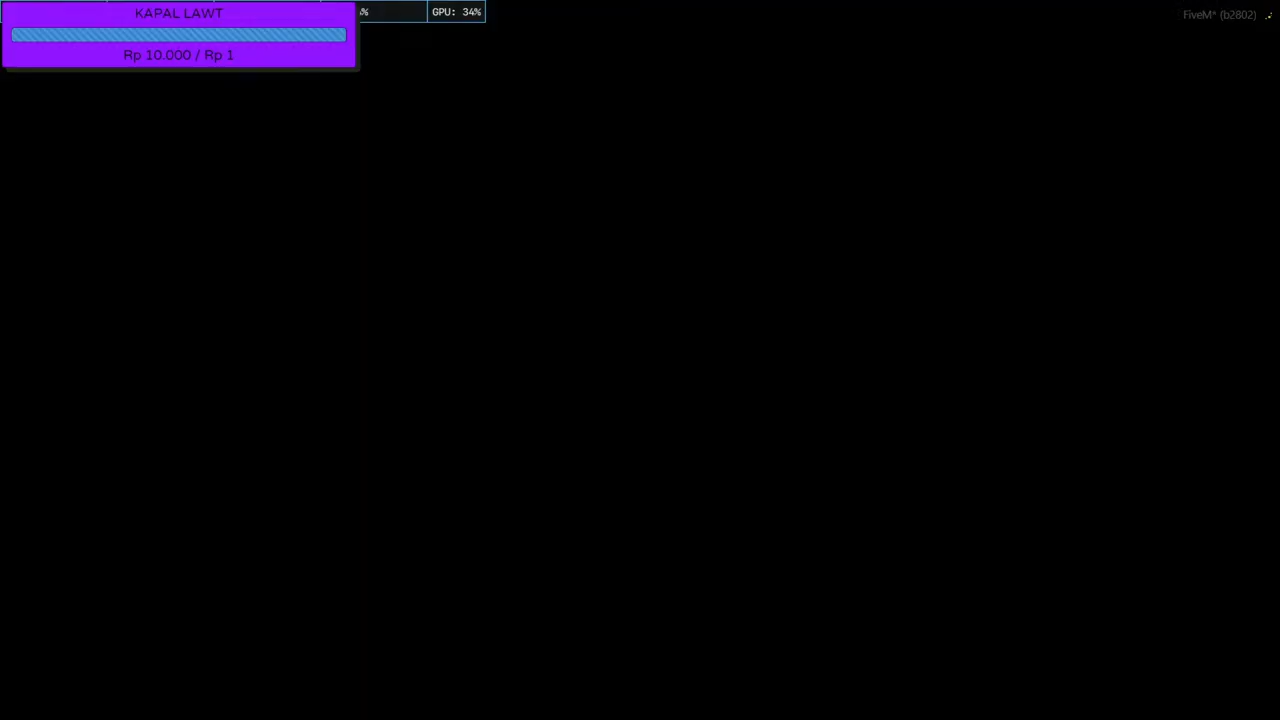 KAPAL LAWT
Rp 10.000 / Rp 1
%
GPU: 34%
FiveM* (b2802)